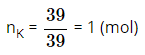 n_K = 39/39 = 1 (mol)